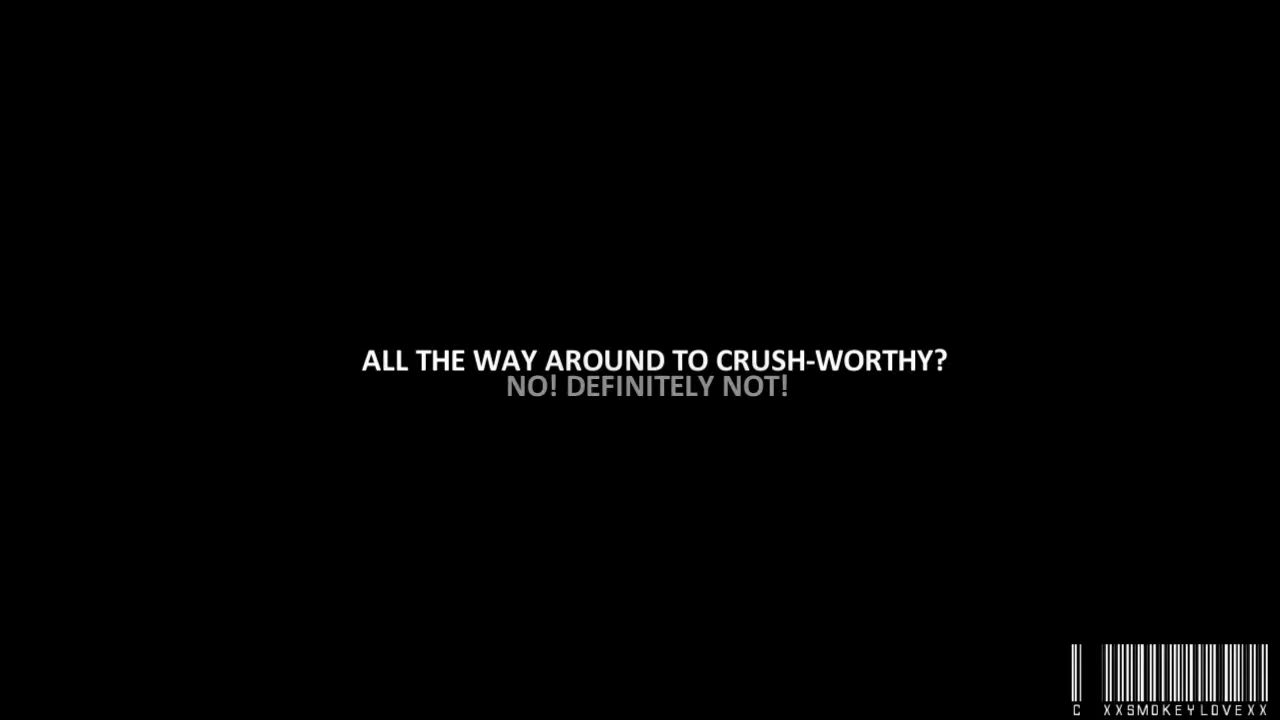 ALL THE WAY AROUND TO CRUSH-WORTHY?
NO! DEFINITELY NOT!
C XXSMOKEYLOVEXX